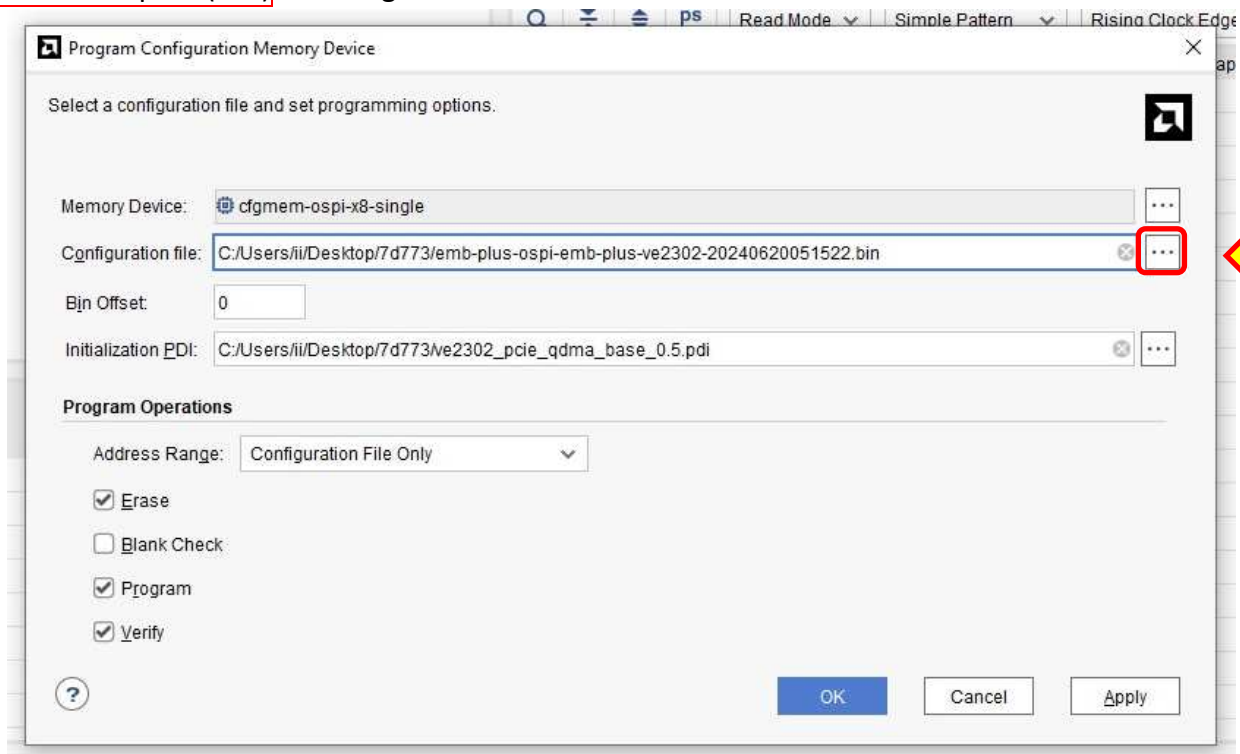 ps Read Mode Simple Pattern Rising Clock Edge
Program Configuration Memory Device
Select a configuration file and set programming options.
Memory Device: cfgmem-ospi-x8-single
Configuration file: C:/Users/ii/Desktop/7d773/emb-plus-ospi-emb-plus-ve2302-20240620051522.bin
Bin Offset: 0
Initialization PDI: C:/Users/ii/Desktop/7d773/ve2302_pcie_qdma_base_0.5.pdi
Program Operations
Address Range: Configuration File Only
Erase
Blank Check
Program
Verify
? OK Cancel Apply